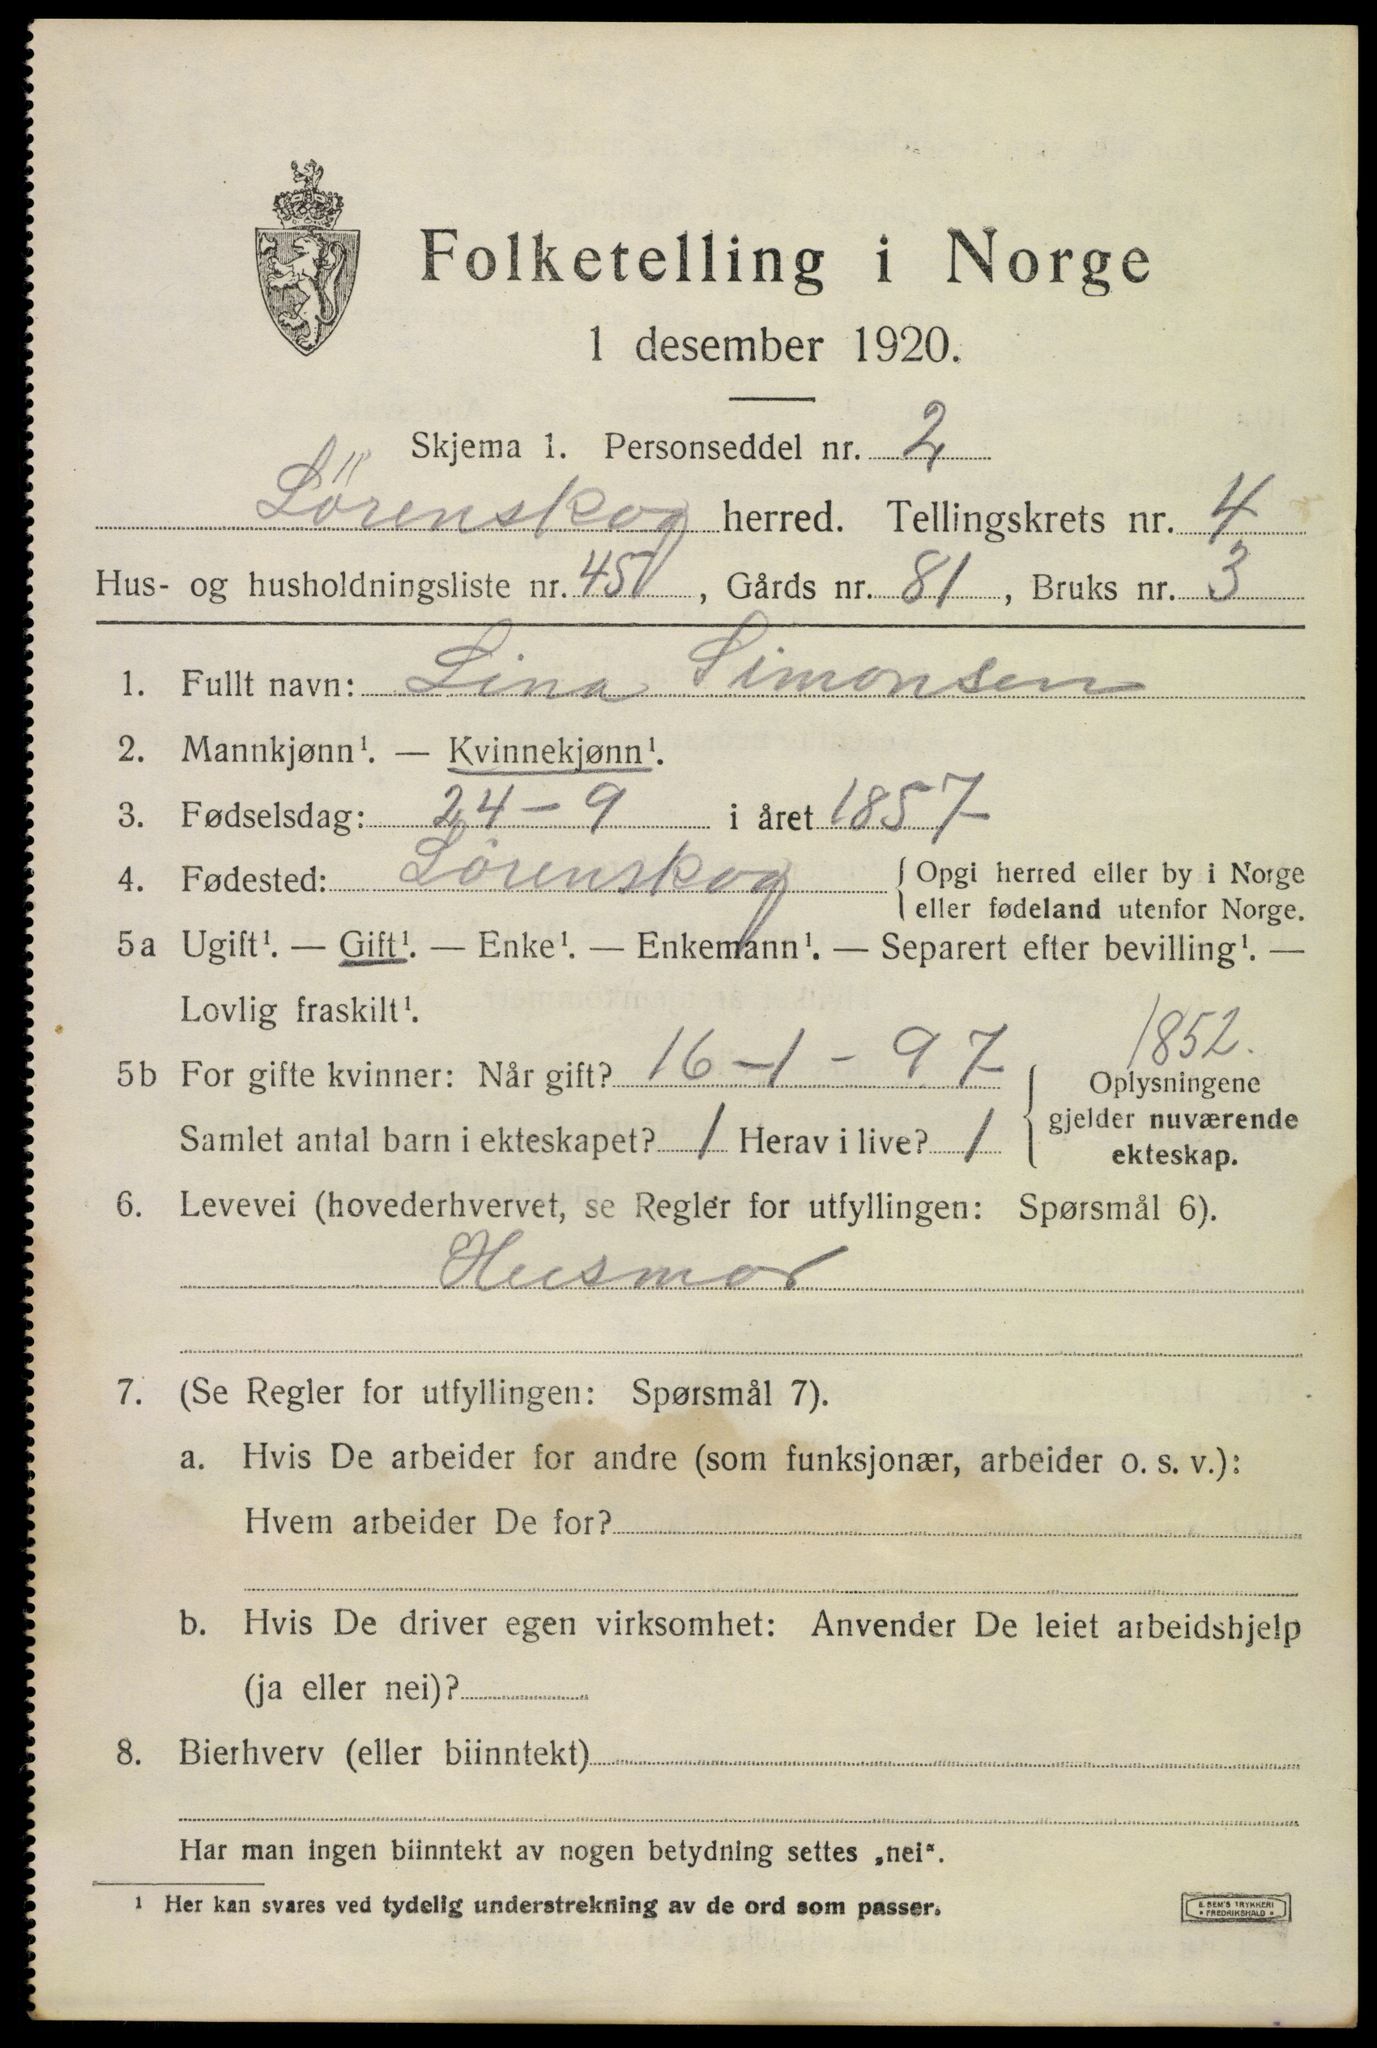 Folketelling i Norge
1 desember 1920.
Skjema 1. Personseddel nr. 2
Lörenskog herred. Tellingskrets nr. 4
Hus- og husholdningsliste nr. 45, Gårds nr. 81, Bruks nr. 3
1. Fullt navn: Lina Simonsen
2. Mannkjønn¹. — Kvinnekjønn¹.
3. Fødselsdag: 24 – 9 i året 1857
4. Fødested: Lörenskog { Opgi herred eller by i Norge
eller fødeland utenfor Norge.
5a Ugift¹. — Gift¹. — Enke¹. — Enkemann¹. — Separert efter bevilling¹. —
Lovlig fraskilt¹.
1852.
5b For gifte kvinner: Når gift? 16 – 1 – 97
Samlet antal barn i ekteskapet? 1 Herav i live? 1
{ Oplysningene
gjelder nuværende
ekteskap.
6. Levevei (hovederhvervet, se Regler for utfyllingen: Spørsmål 6).
Husmor
7. (Se Regler for utfyllingen: Spørsmål 7).
a. Hvis De arbeider for andre (som funksjonær, arbeider o. s. v.):
Hvem arbeider De for?
b. Hvis De driver egen virksomhet: Anvender De leiet arbeidshjelp
(ja eller nei)?
8. Bierhverv (eller biinntekt)
Har man ingen biinntekt av nogen betydning settes „nei“.
¹ Her kan svares ved tydelig understrekning av de ord som passer.
E. SEM'S TRYKKERI
• FREDRIKSHALD •